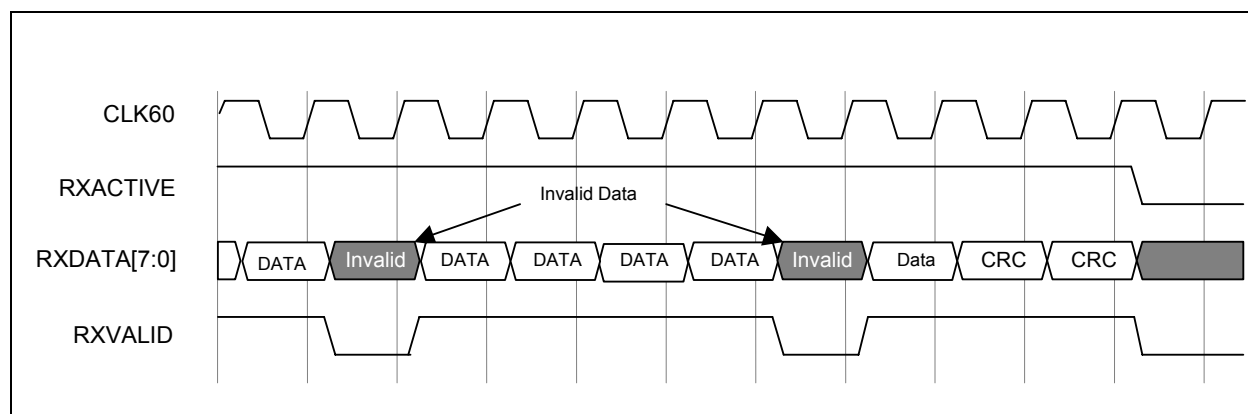 CLK60
RXACTIVE
Invalid Data
RXDATA[7:0] DATA Invalid DATA DATA DATA DATA Invalid Data CRC CRC
RXVALID